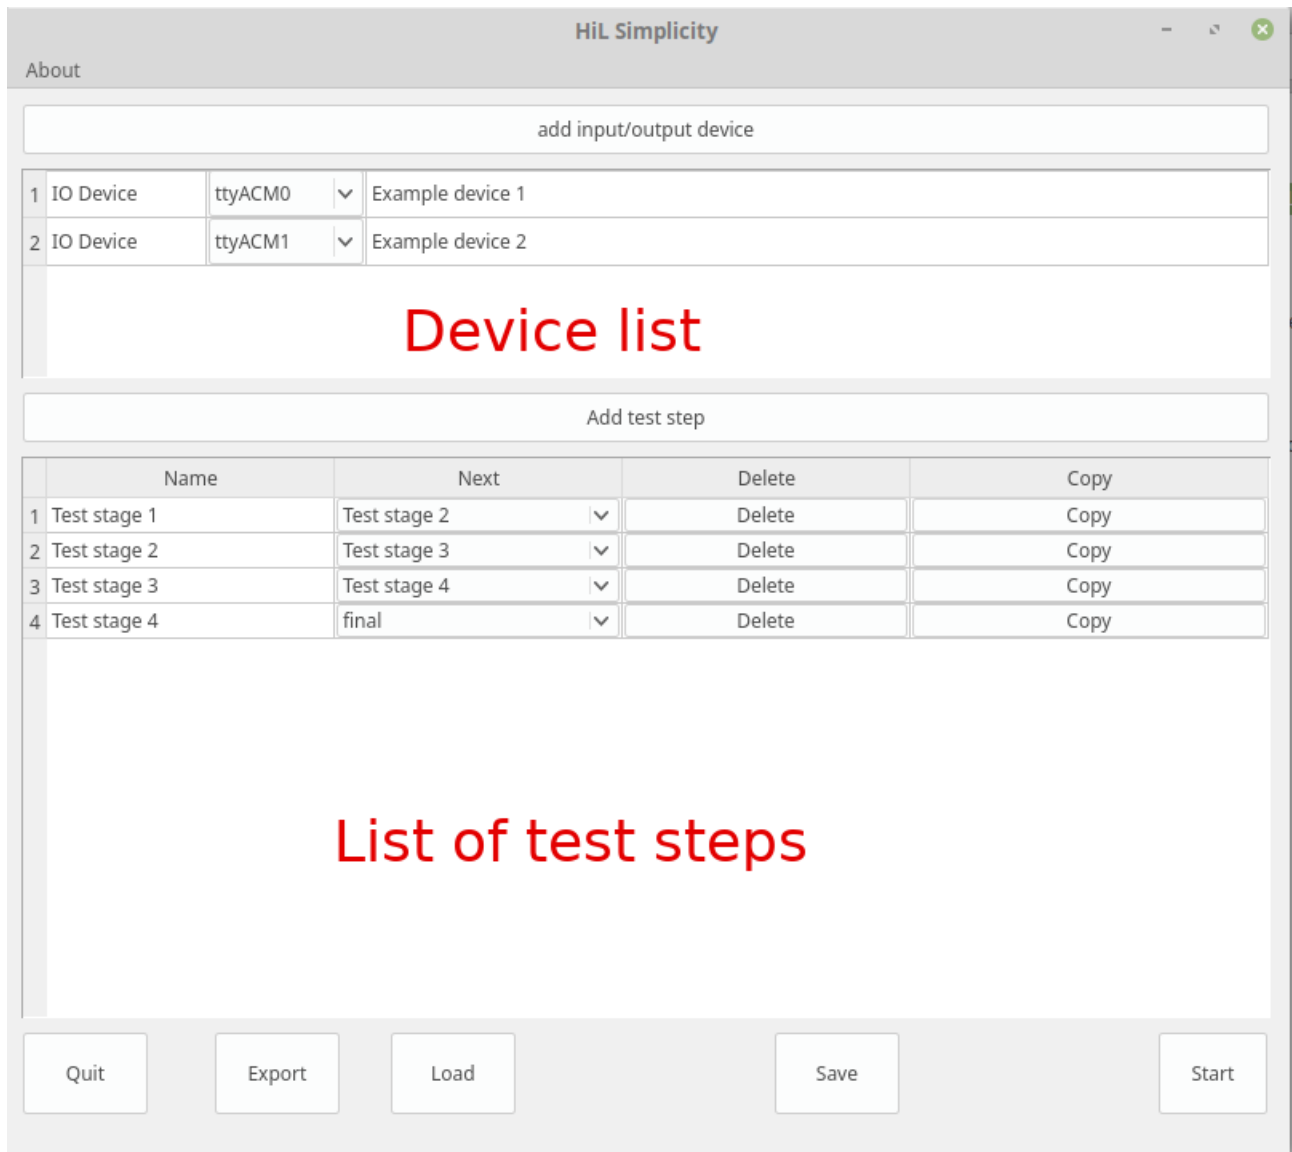 HiL Simplicity
About
add input/output device
1 IO Device ttyACM0 Example device 1
2 IO Device ttyACM1 Example device 2
Device list
Add test step
Name Next Delete Copy
1 Test stage 1 Test stage 2 Delete Copy
2 Test stage 2 Test stage 3 Delete Copy
3 Test stage 3 Test stage 4 Delete Copy
4 Test stage 4 final Delete Copy
List of test steps
Quit Export Load Save Start